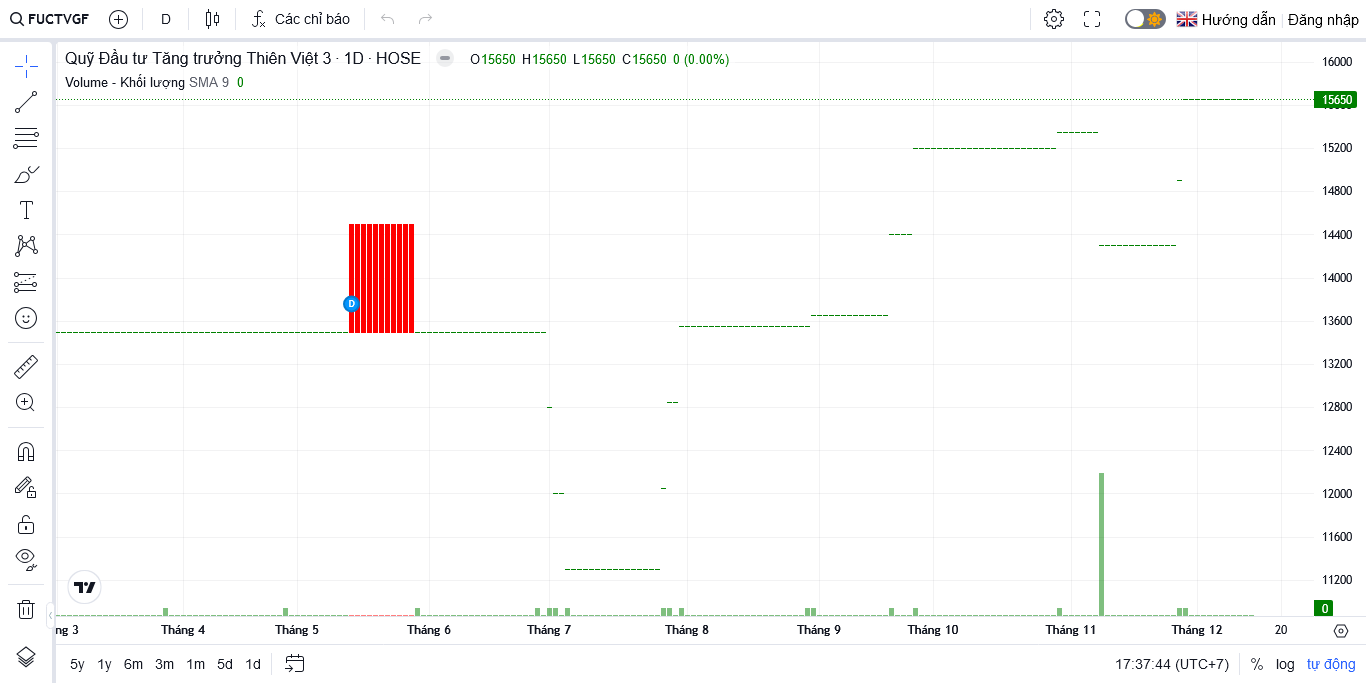 FUCTVGF D Các chỉ báo Hướng dẫn Đăng nhập
Quỹ Đầu tư Tăng trưởng Thiên Việt 3 · 1D · HOSE O15650 H15650 L15650 C15650 0 (0.00%)
Volume - Khối lượng SMA 9 0
16000
15650
15200
14800
14400
14000
D
13600
13200
12800
12400
12000
11600
11200
0
ng 3 Tháng 4 Tháng 5 Tháng 6 Tháng 7 Tháng 8 Tháng 9 Tháng 10 Tháng 11 Tháng 12 20
5y 1y 6m 3m 1m 5d 1d 17:37:44 (UTC+7) % log tự động